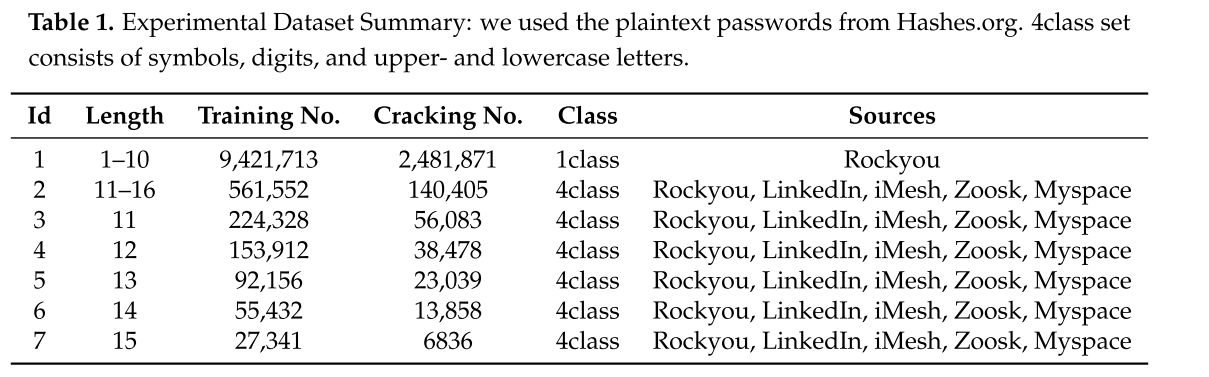 Table 1. Experimental Dataset Summary: we used the plaintext passwords from Hashes.org. 4class set
consists of symbols, digits, and upper- and lowercase letters.
Id Length Training No. Cracking No. Class Sources
1 1–10 9,421,713 2,481,871 1class Rockyou
2 11–16 561,552 140,405 4class Rockyou, LinkedIn, iMesh, Zoosk, Myspace
3 11 224,328 56,083 4class Rockyou, LinkedIn, iMesh, Zoosk, Myspace
4 12 153,912 38,478 4class Rockyou, LinkedIn, iMesh, Zoosk, Myspace
5 13 92,156 23,039 4class Rockyou, LinkedIn, iMesh, Zoosk, Myspace
6 14 55,432 13,858 4class Rockyou, LinkedIn, iMesh, Zoosk, Myspace
7 15 27,341 6836 4class Rockyou, LinkedIn, iMesh, Zoosk, Myspace